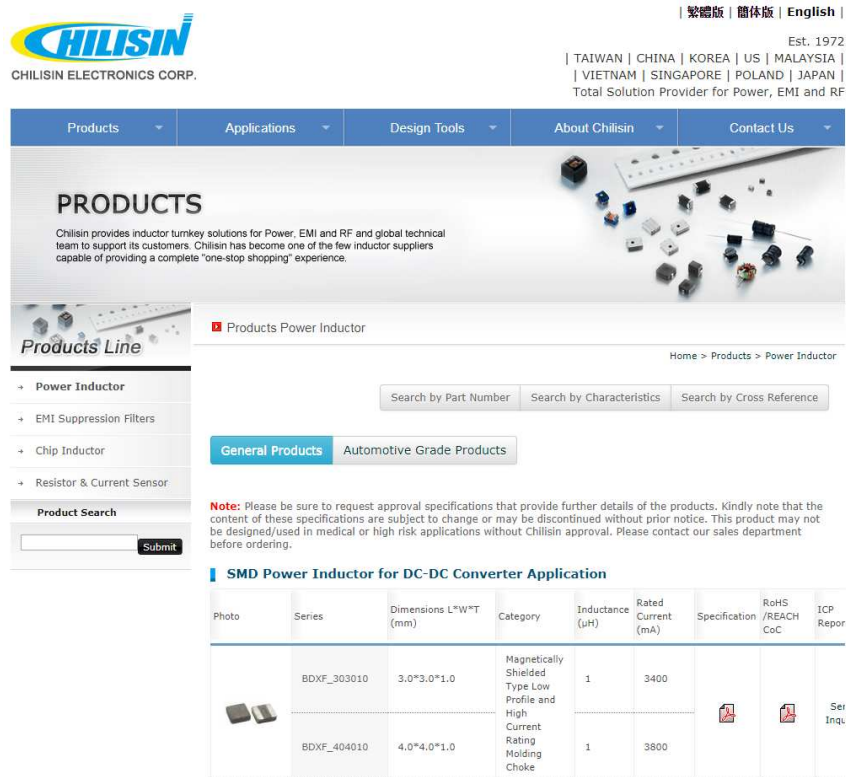 | 繁體版 | 簡体版 | English |
CHILISIN
CHILISIN ELECTRONICS CORP.
Est. 1972
| TAIWAN | CHINA | KOREA | US | MALAYSIA |
| VIETNAM | SINGAPORE | POLAND | JAPAN |
Total Solution Provider for Power, EMI and RF
Products Applications Design Tools About Chilisin Contact Us
PRODUCTS
Chilisin provides inductor turnkey solutions for Power, EMI and RF and global technical
team to support its customers. Chilisin has become one of the few inductor suppliers
capable of providing a complete "one-stop shopping" experience.
Products Line
Products Power Inductor
Home > Products > Power Inductor
Power Inductor
EMI Suppression Filters
Chip Inductor
Resistor & Current Sensor
Product Search
Submit
Search by Part Number Search by Characteristics Search by Cross Reference
General Products Automotive Grade Products
Note: Please be sure to request approval specifications that provide further details of the products. Kindly note that the
content of these specifications are subject to change or may be discontinued without prior notice. This product may not
be designed/used in medical or high risk applications without Chilisin approval. Please contact our sales department
before ordering.
SMD Power Inductor for DC-DC Converter Application
Photo
Series
Dimensions L*W*T
(mm)
Category
Inductance
(μH)
Rated
Current
(mA)
Specification
RoHS
/REACH
CoC
ICP
Repor
BDXF_303010 3.0*3.0*1.0
Magnetically
Shielded
Type Low
Profile and
High
Current
Rating
Molding
Choke
1 3400
Ser
Inqu
BDXF_404010 4.0*4.0*1.0
1 3800